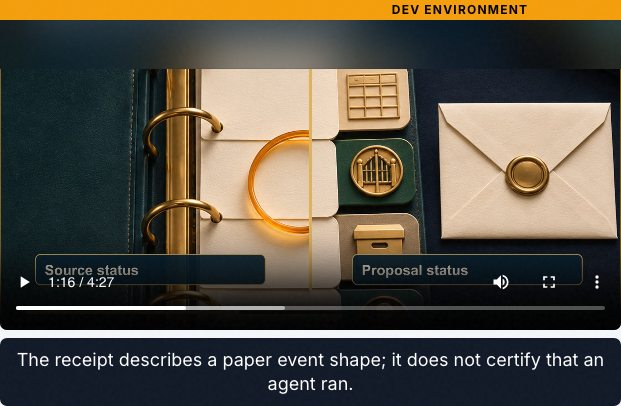 DEV ENVIRONMENT
Source status
Proposal status
1:16 / 4:27
The receipt describes a paper event shape; it does not certify that an
agent ran.